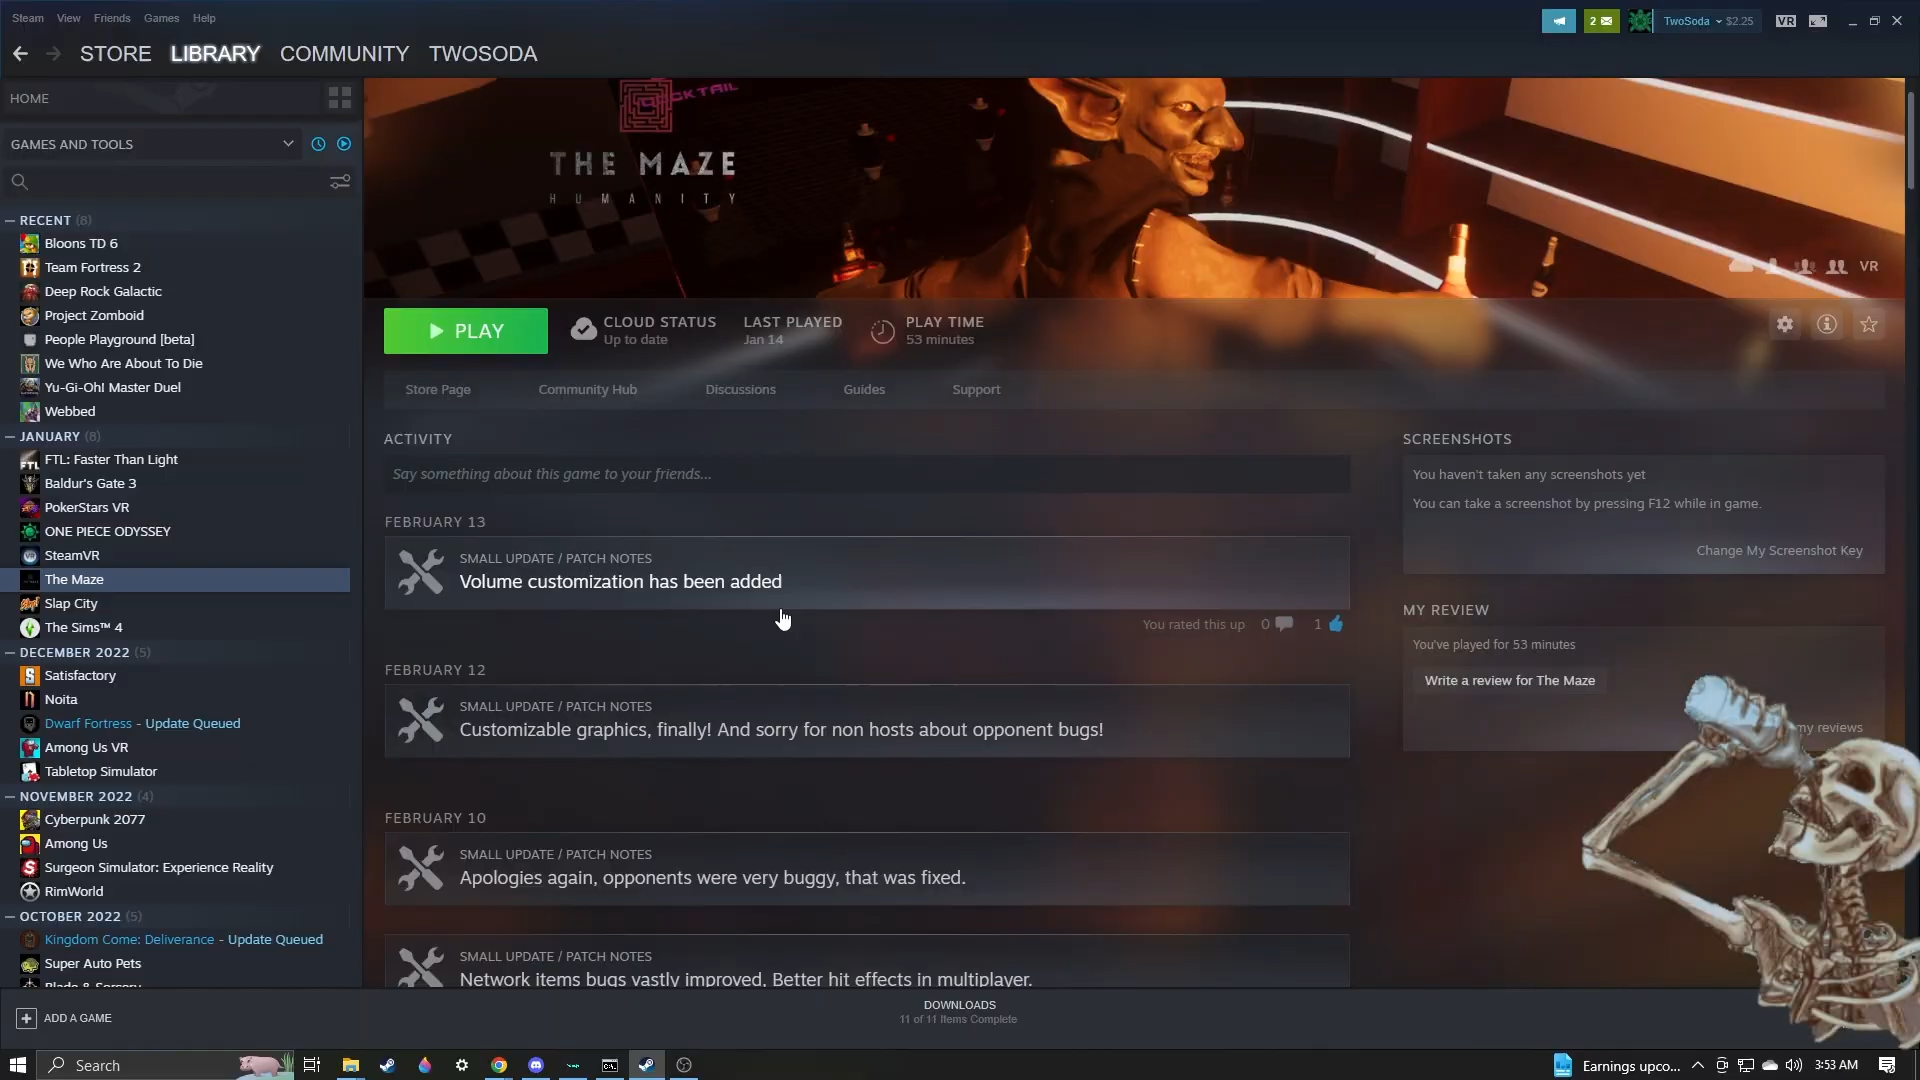 Steam View Friends Games Help
2
TwoSoda $2.25
VR
STORE LIBRARY COMMUNITY TWOSODA
HOME
GAMES AND TOOLS
RECENT (8)
Bloons TD 6
Team Fortress 2
Deep Rock Galactic
Project Zomboid
People Playground [beta]
We Who Are About To Die
Yu-Gi-Oh! Master Duel
Webbed
JANUARY (8)
FTL: Faster Than Light
Baldur's Gate 3
PokerStars VR
ONE PIECE ODYSSEY
SteamVR
The Maze
Slap City
The Sims™ 4
DECEMBER 2022 (5)
Satisfactory
Noita
Dwarf Fortress - Update Queued
Among Us VR
Tabletop Simulator
NOVEMBER 2022 (4)
Cyberpunk 2077
Among Us
Surgeon Simulator: Experience Reality
RimWorld
OCTOBER 2022 (5)
Kingdom Come: Deliverance - Update Queued
Super Auto Pets
Blade & Sorcery
ADD A GAME
THE MAZE
HUMANITY
VR
PLAY
CLOUD STATUS
Up to date
LAST PLAYED
Jan 14
PLAY TIME
53 minutes
Store Page Community Hub Discussions Guides Support
ACTIVITY
Say something about this game to your friends...
FEBRUARY 13
SMALL UPDATE / PATCH NOTES
Volume customization has been added
You rated this up 0 1
FEBRUARY 12
SMALL UPDATE / PATCH NOTES
Customizable graphics, finally! And sorry for non hosts about opponent bugs!
FEBRUARY 10
SMALL UPDATE / PATCH NOTES
Apologies again, opponents were very buggy, that was fixed.
SMALL UPDATE / PATCH NOTES
Network items bugs vastly improved, Better hit effects in multiplayer.
SCREENSHOTS
You haven't taken any screenshots yet
You can take a screenshot by pressing F12 while in game.
Change My Screenshot Key
MY REVIEW
You've played for 53 minutes
Write a review for The Maze
my reviews
DOWNLOADS
11 of 11 Items Complete
Search
Earnings upco...
3:53 AM